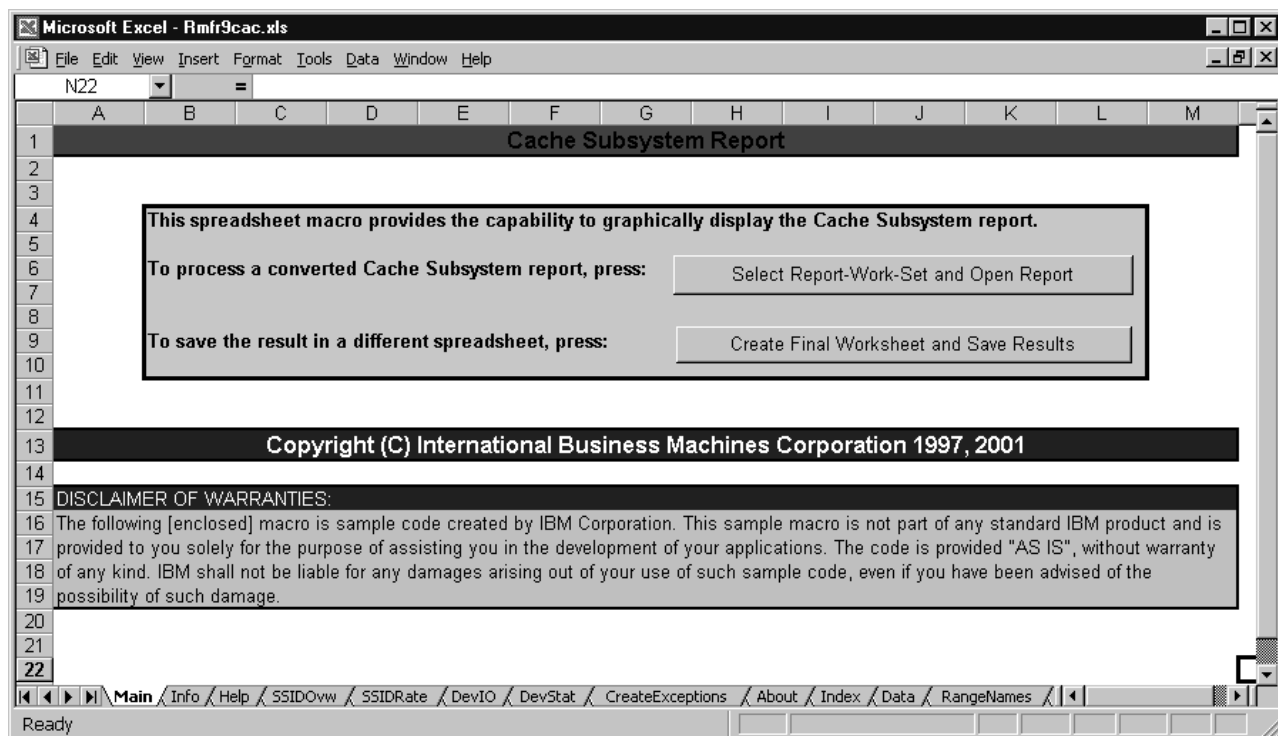 Microsoft Excel - Rmfr9cac.xls
File Edit View Insert Format Tools Data Window Help
N22 =
A B C D E F G H I J K L M
1 Cache Subsystem Report
2
3
4 This spreadsheet macro provides the capability to graphically display the Cache Subsystem report.
5
6 To process a converted Cache Subsystem report, press: Select Report-Work-Set and Open Report
7
8
9 To save the result in a different spreadsheet, press: Create Final Worksheet and Save Results
10
11
12
13 Copyright (C) International Business Machines Corporation 1997, 2001
14
15 DISCLAIMER OF WARRANTIES:
16 The following [enclosed] macro is sample code created by IBM Corporation. This sample macro is not part of any standard IBM product and is
17 provided to you solely for the purpose of assisting you in the development of your applications. The code is provided "AS IS", without warranty
18 of any kind. IBM shall not be liable for any damages arising out of your use of such sample code, even if you have been advised of the
19 possibility of such damage.
20
21
22
Main Info Help SSIDOvw SSIDRate DevIO DevStat CreateExceptions About Index Data RangeNames
Ready